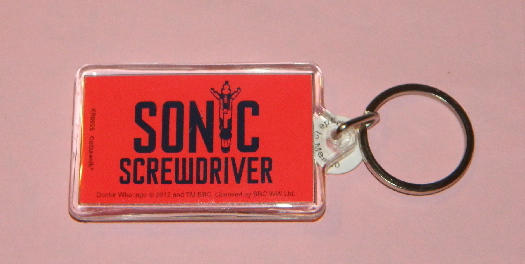 SONIC
SCREWDRIVER
Doctor Who logo © 2012 and TM BBC. Licensed by BBC WW Ltd.